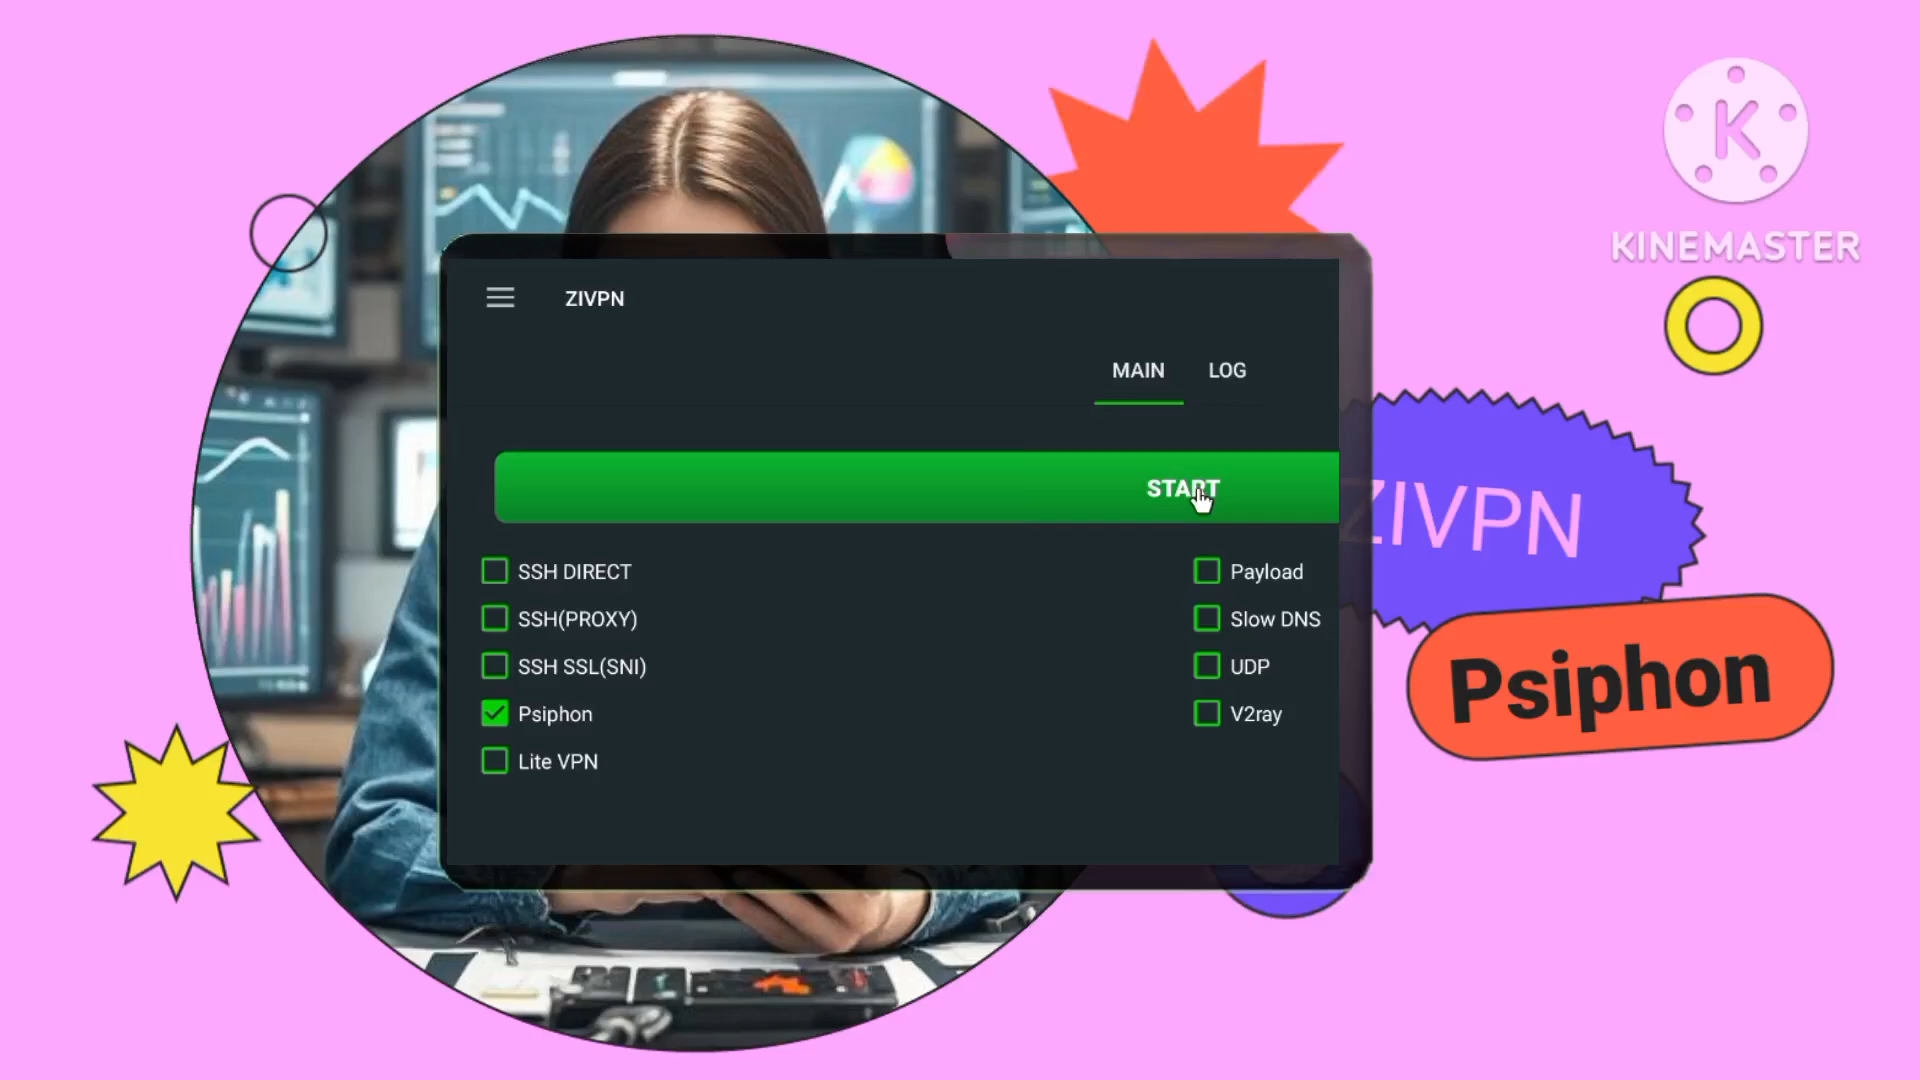 K
KINEMASTER
ZIVPN
MAIN LOG
START
SSH DIRECT
Payload
SSH(PROXY)
Slow DNS
SSH SSL(SNI)
UDP
Psiphon
V2ray
Lite VPN
ZIVPN
Psiphon